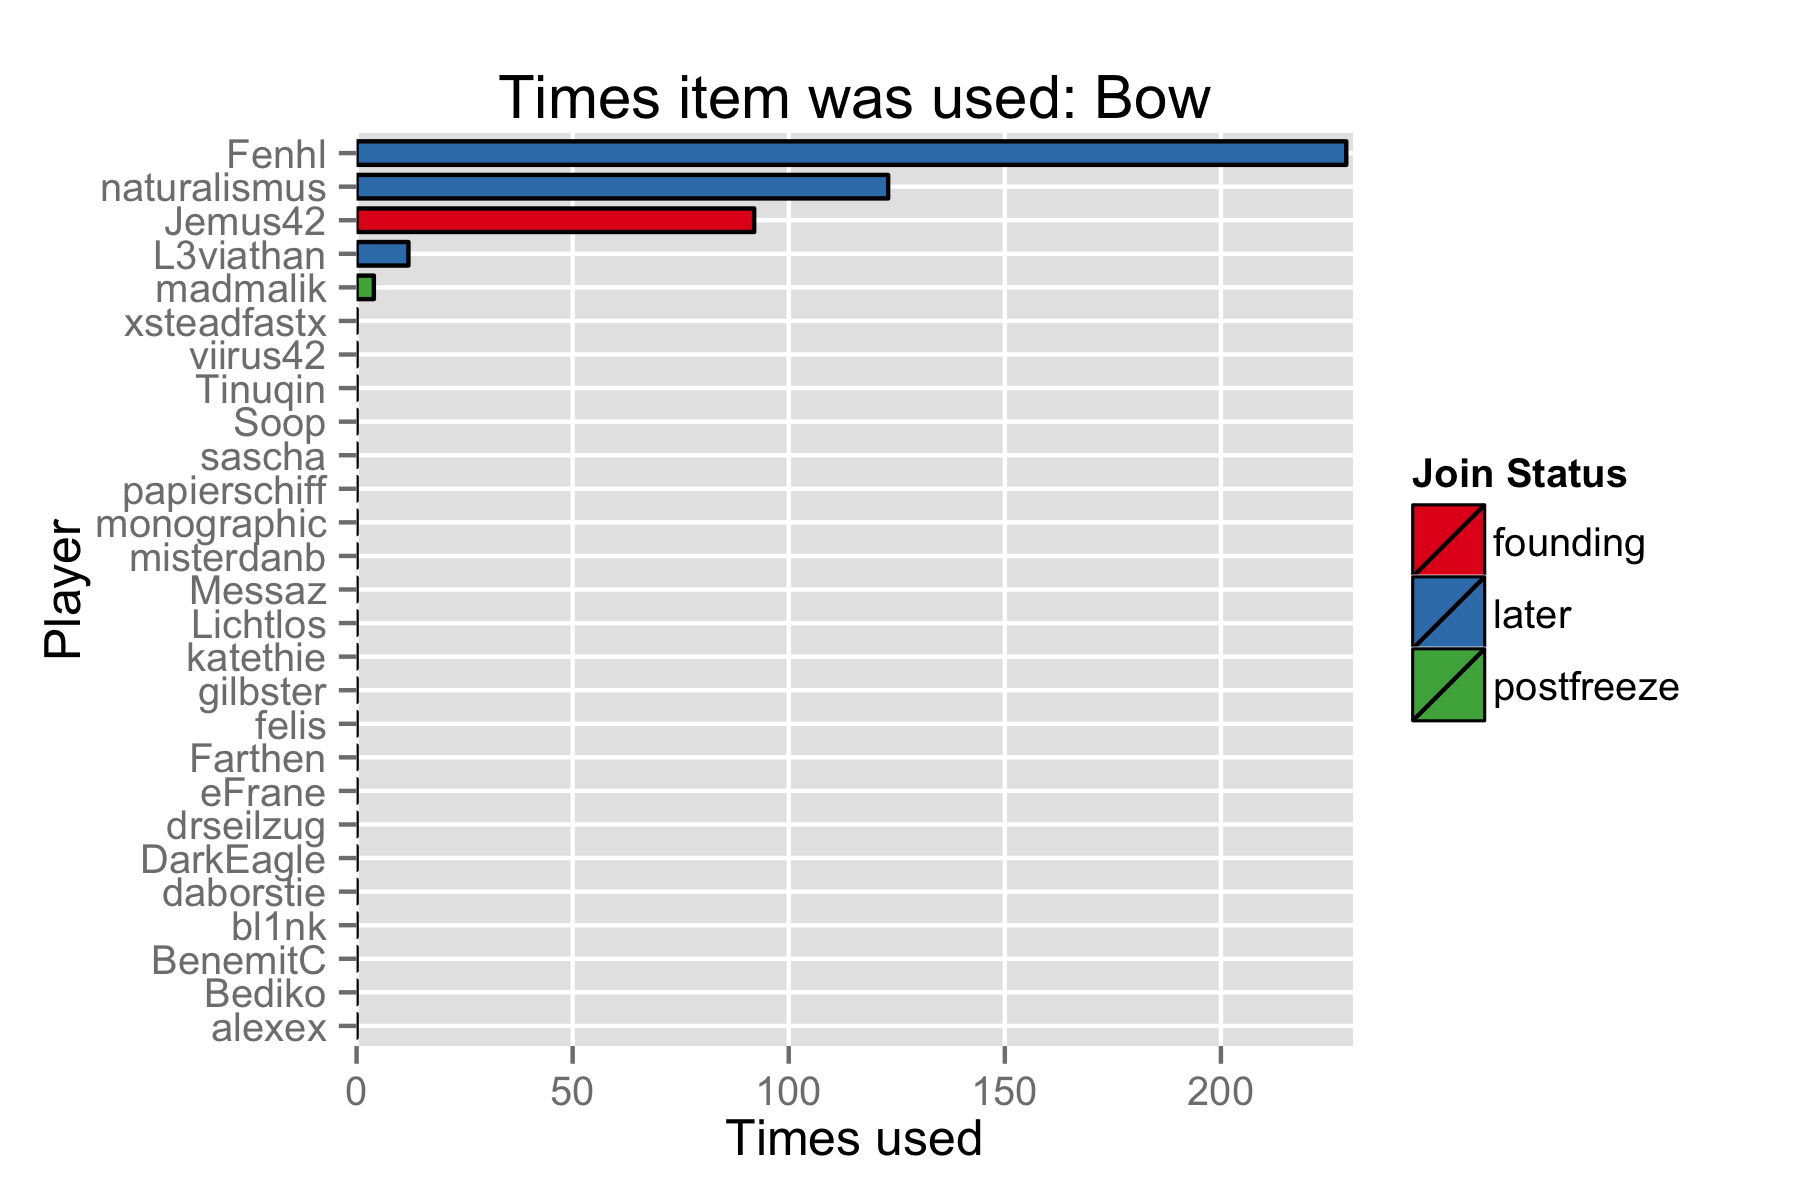 Times item was used: Bow
Fenhl
naturalismus
Jemus42
L3viathan
madmalik
xsteadfastx
viirus42
Tinuqin
Soop
sascha
papierschiff
monographic
misterdanb
Messaz
Lichtlos
katethie
gilbster
felis
Farthen
eFrane
drseilzug
DarkEagle
daborstie
bl1nk
BenemitC
Bediko
alexex
Player
0 50 100 150 200
Times used
Join Status
founding
later
postfreeze